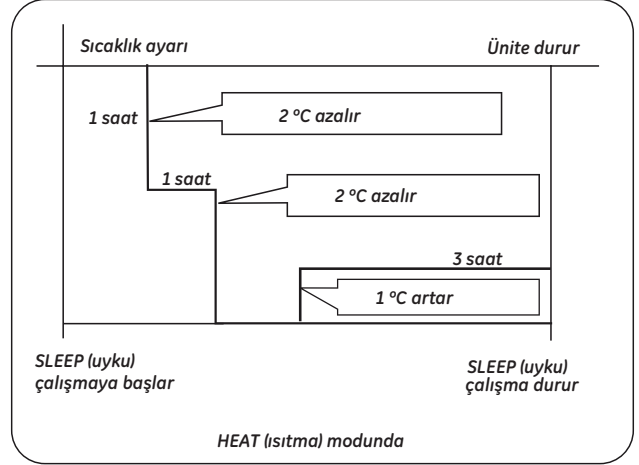 Sıcaklık ayarı
Ünite durur
1 saat
2 ºC azalır
1 saat
2 ºC azalır
3 saat
1 ºC artar
SLEEP (uyku)
çalışmaya başlar
SLEEP (uyku)
çalışma durur
HEAT (ısıtma) modunda